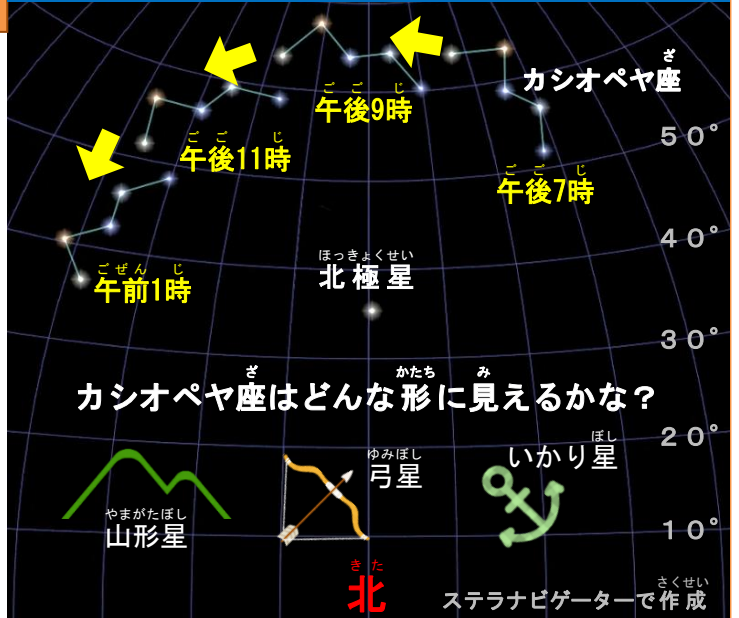 ざ
カシオペヤ座
ごごじ
午後9時
ごごじ
午後11時
50°
ごごじ
午後7時
40°
ほっきょくせい
北極星
ごぜんじ
午前1時
30°
ざ かたち み
カシオペヤ座はどんな形に見えるかな？
20°
ぼし
いかり星
ゆみぼし
弓星
やまがたぼし
山形星
10°
きた
北
さくせい
ステラナビゲーターで作成